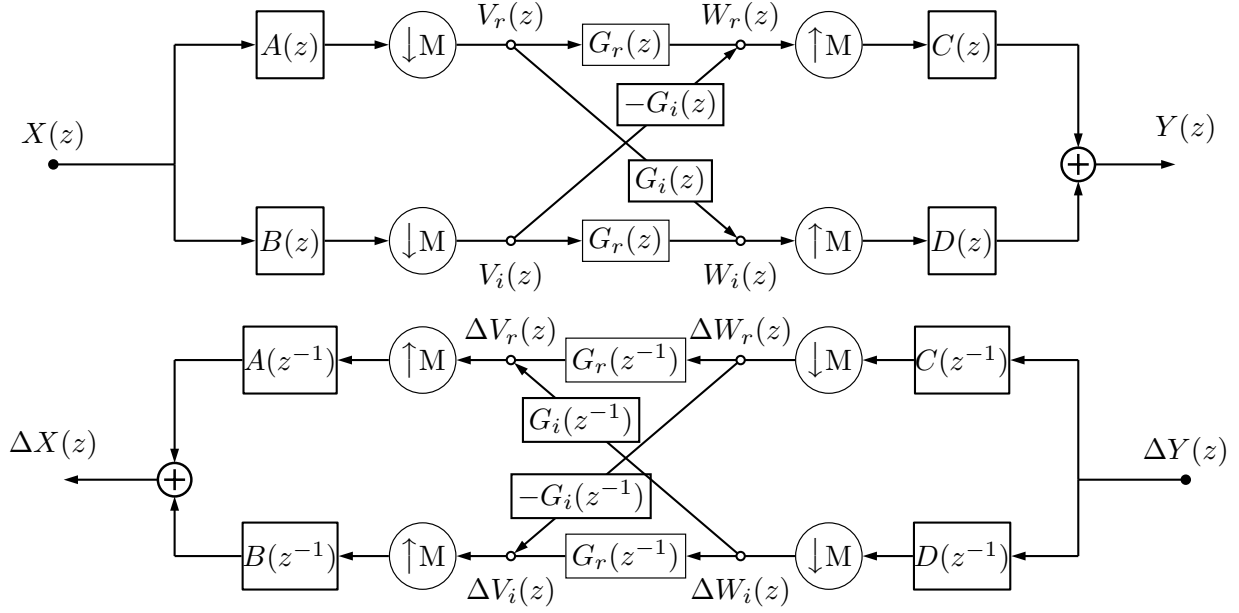 V_r(z) W_r(z)
A(z) ↓M G_r(z) ↑M C(z)
−G_i(z)
X(z) Y(z)
+
G_i(z)
B(z) ↓M G_r(z) ↑M D(z)
V_i(z) W_i(z)
ΔV_r(z) ΔW_r(z)
A(z⁻¹) ↑M G_r(z⁻¹) ↓M C(z⁻¹)
G_i(z⁻¹)
ΔX(z) ΔY(z)
+
−G_i(z⁻¹)
B(z⁻¹) ↑M G_r(z⁻¹) ↓M D(z⁻¹)
ΔV_i(z) ΔW_i(z)